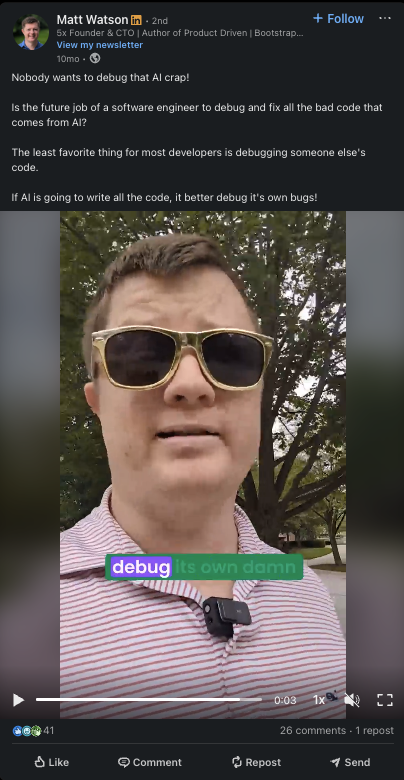 Matt Watson in · 2nd
5x Founder & CTO | Author of Product Driven | Bootstrap...
View my newsletter
10mo ·
+ Follow ...
Nobody wants to debug that AI crap!
Is the future job of a software engineer to debug and fix all the bad code that
comes from AI?
The least favorite thing for most developers is debugging someone else's
code.
If AI is going to write all the code, it better debug it's own bugs!
debug its own damn
0:03 1x
41 26 comments · 1 repost
Like Comment Repost Send